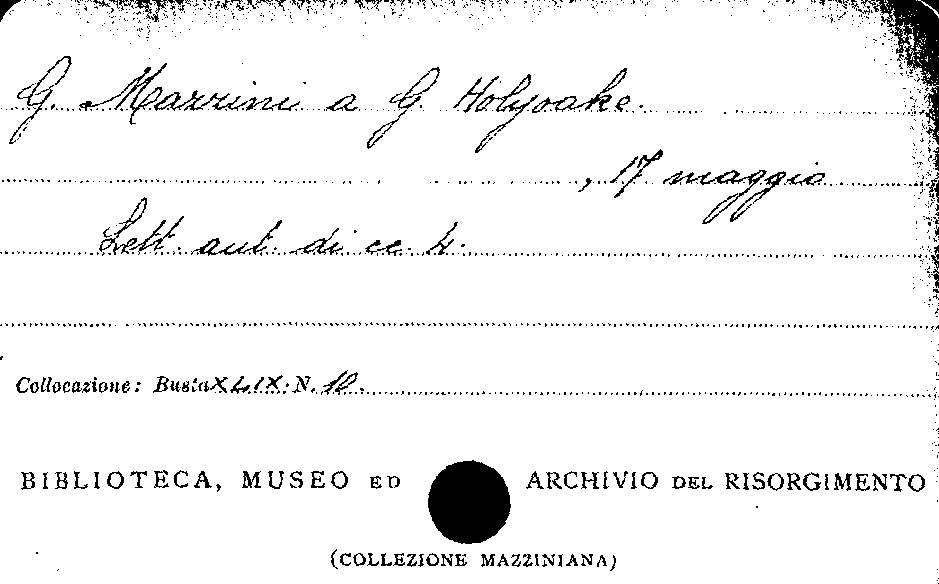 G. Mazzini a G. Holyoake.
, 17 maggio
Lett. aut. di cc. 4.
Collocazione: Busta XLIX. N. 12.
BIBLIOTECA, MUSEO ED ARCHIVIO DEL RISORGIMENTO
(COLLEZIONE MAZZINIANA)